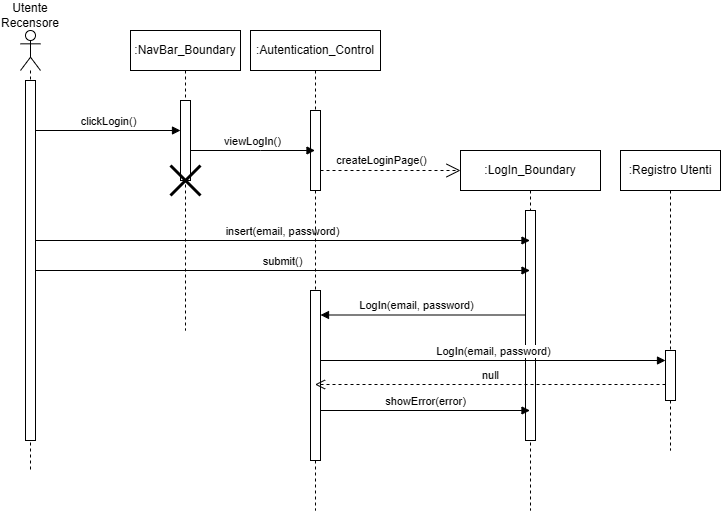 Utente
Recensore
:NavBar_Boundary
:Autentication_Control
clickLogin()
viewLogIn()
createLoginPage()
:LogIn_Boundary
:Registro Utenti
insert(email, password)
submit()
LogIn(email, password)
LogIn(email, password)
null
showError(error)